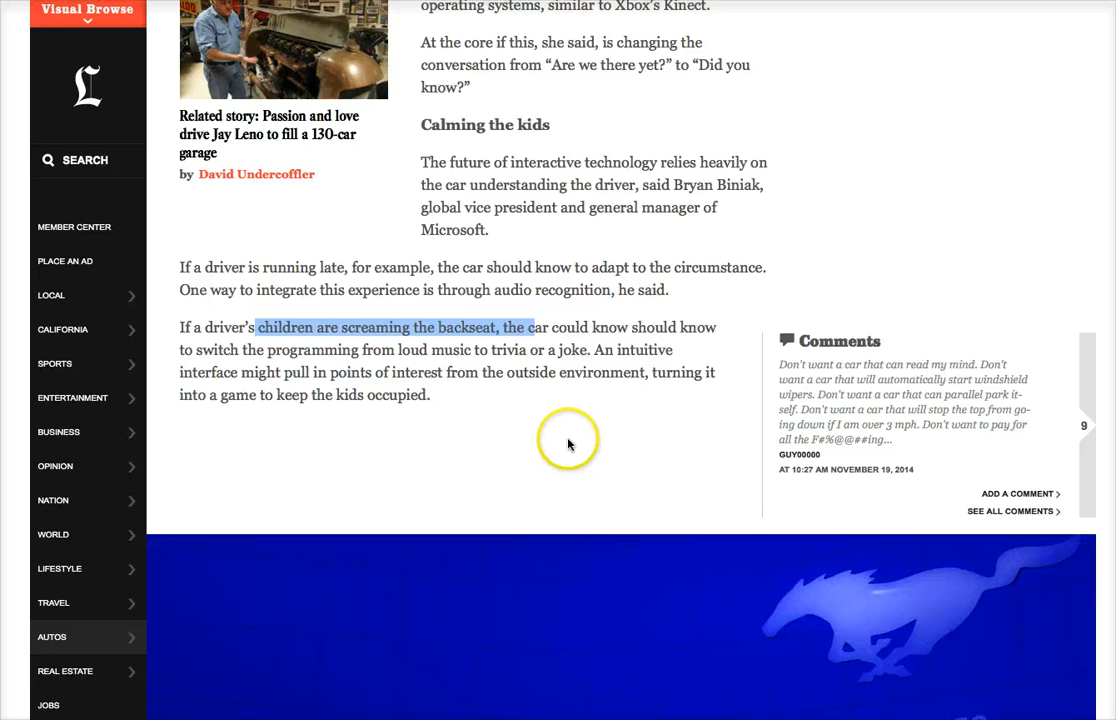 Visual Browse
L
SEARCH
MEMBER CENTER
PLACE AN AD
LOCAL
CALIFORNIA
SPORTS
ENTERTAINMENT
BUSINESS
OPINION
NATION
WORLD
LIFESTYLE
TRAVEL
AUTOS
REAL ESTATE
JOBS
Related story: Passion and love
drive Jay Leno to fill a 130-car
garage
by David Undercoffler
operating systems, similar to Xbox's Kinect.
At the core if this, she said, is changing the
conversation from “Are we there yet?” to “Did you
know?”
Calming the kids
The future of interactive technology relies heavily on
the car understanding the driver, said Bryan Biniak,
global vice president and general manager of
Microsoft.
If a driver is running late, for example, the car should know to adapt to the circumstance.
One way to integrate this experience is through audio recognition, he said.
If a driver's children are screaming the backseat, the car could know should know
to switch the programming from loud music to trivia or a joke. An intuitive
interface might pull in points of interest from the outside environment, turning it
into a game to keep the kids occupied.
Comments
Don't want a car that can read my mind. Don't
want a car that will automatically start windshield
wipers. Don't want a car that can parallel park it-
self. Don't want a car that will stop the top from go-
ing down if I am over 3 mph. Don't want to pay for
all the F#%@@##ing...
GUY00000
AT 10:27 AM NOVEMBER 19, 2014
ADD A COMMENT
SEE ALL COMMENTS
9